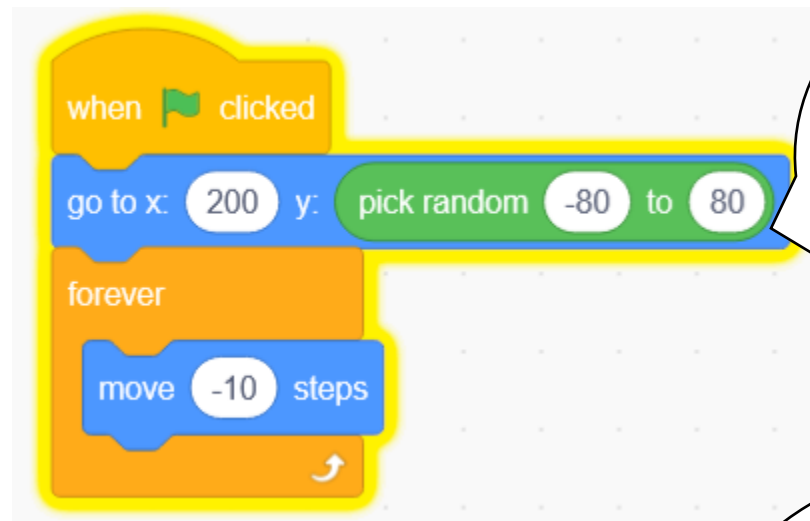 when clicked
go to x: 200 y: pick random -80 to 80
forever
move -10 steps